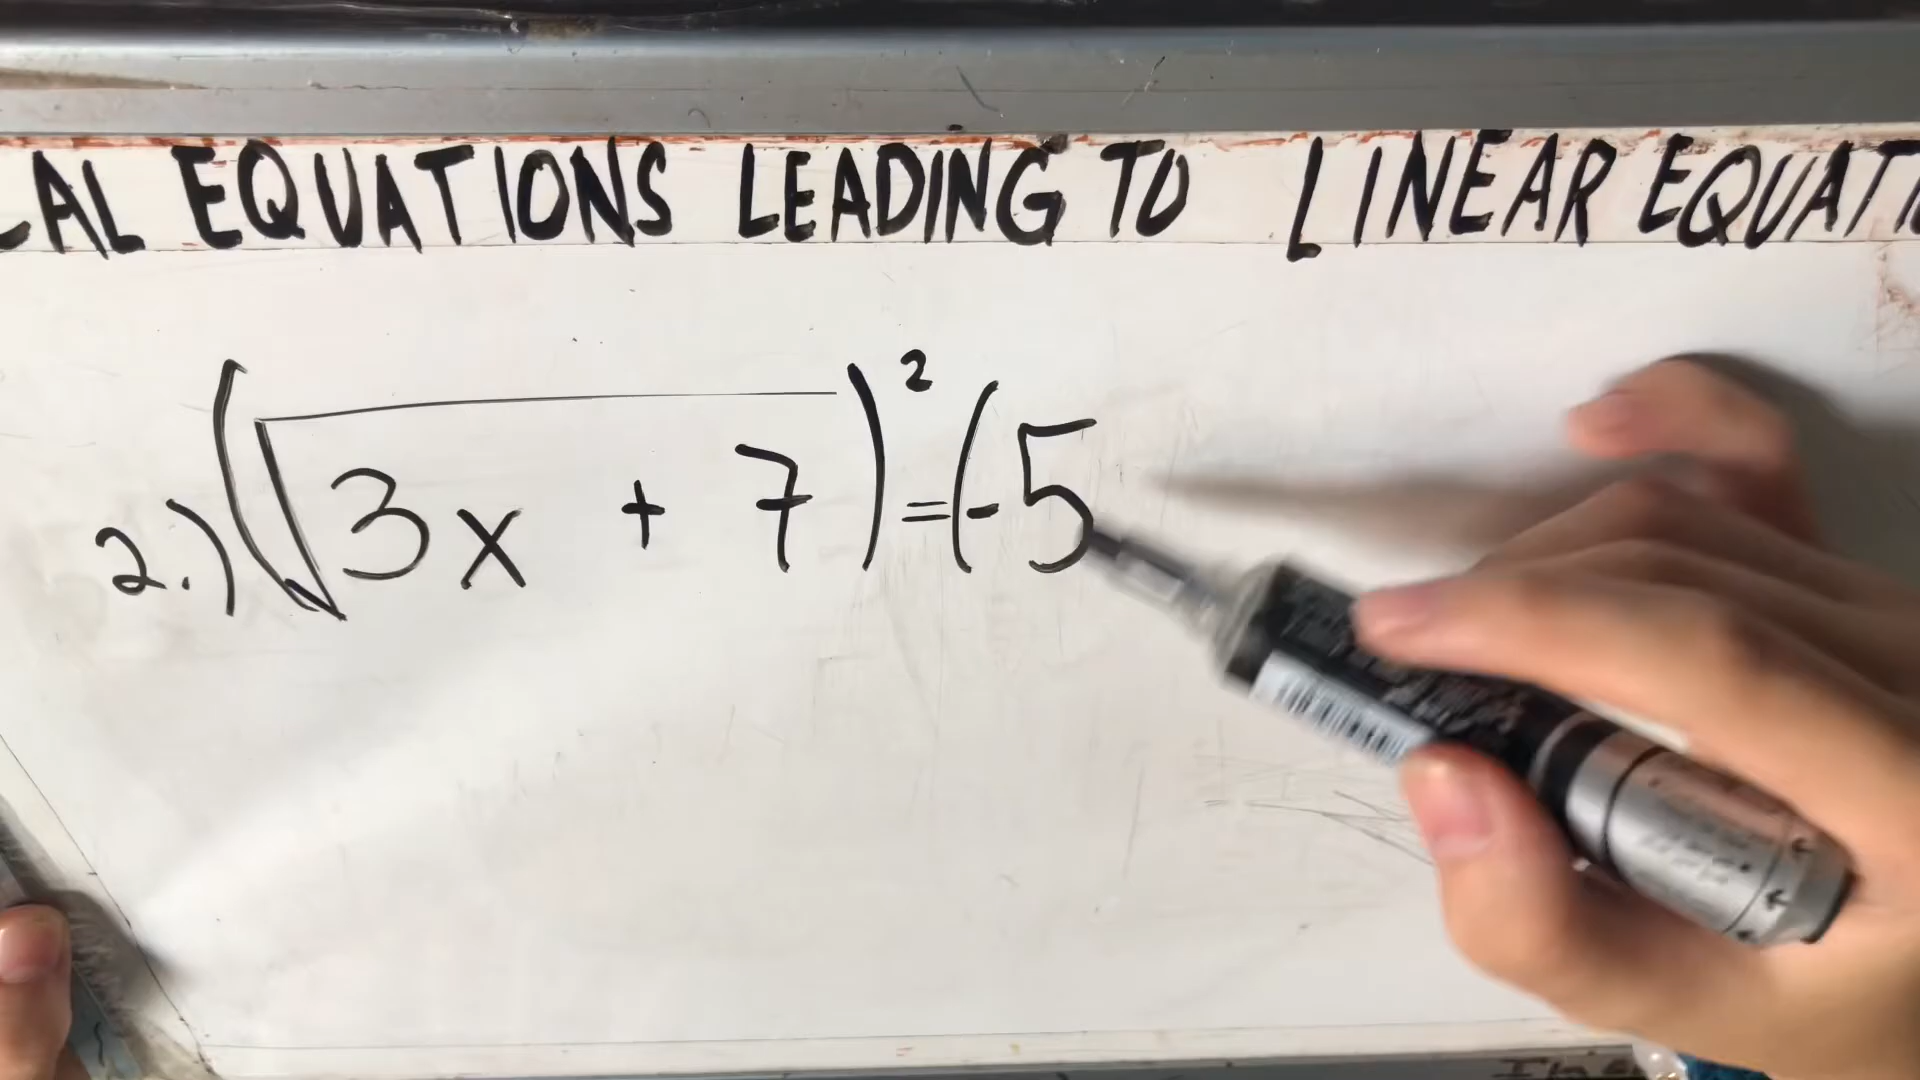 CAL EQUATIONS LEADING TO LINEAR EQUATI
2.) (√3x + 7)² = (-5